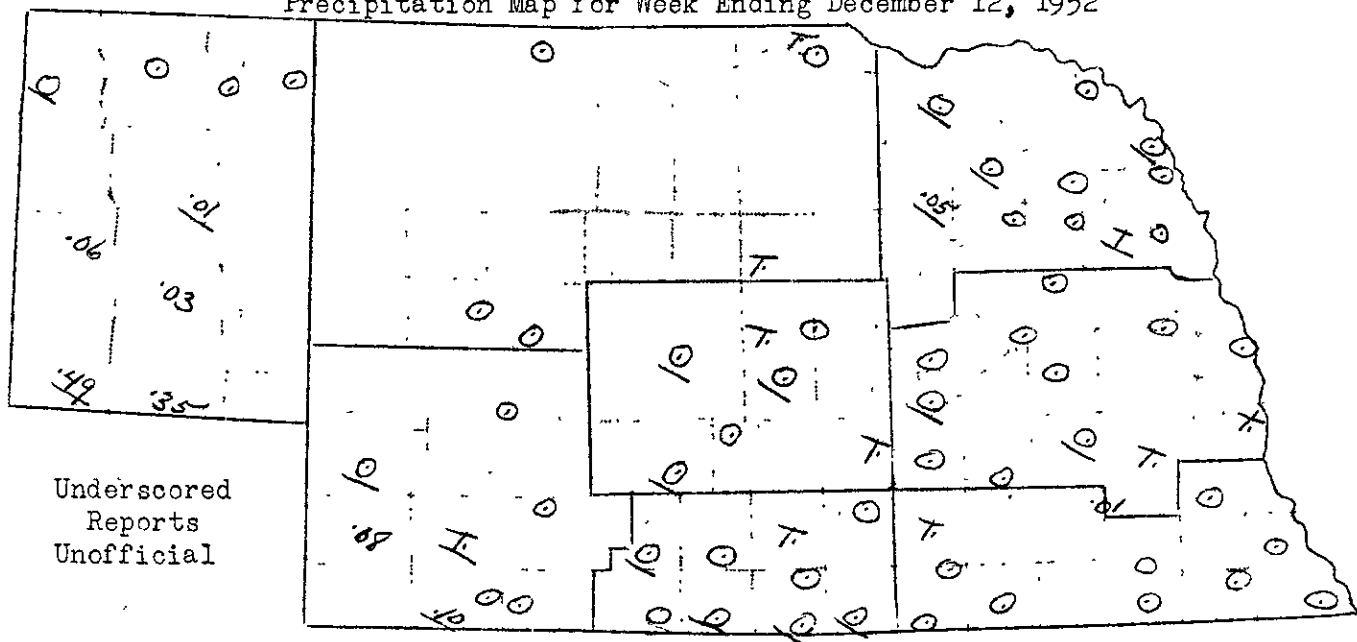 Precipitation Map for Week Ending December 12, 1952
T.
.01
.05
.06
T
T.
.03
T.
.49
.35
T.
T.
T.
Underscored
Reports
Unofficial
.08
T.
T.
T.
.01
.10